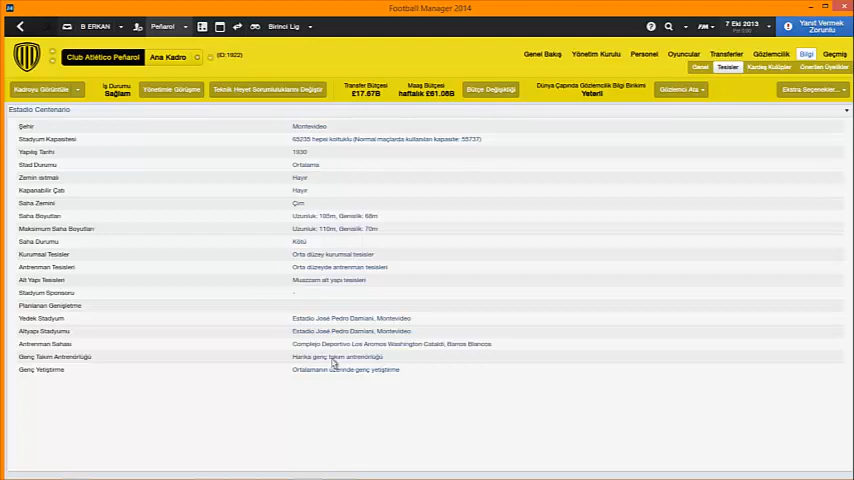 Football Manager 2014
B ERKAN
Peñarol
Birinci Lig
7 Eki 2013
Yanıt Vermek Zorunlu
Club Atlético Peñarol
Ana Kadro
(ID:1922)
Genel Bakış
Yönetim Kurulu
Personel
Oyuncular
Transferler
Gözlemcilik
Bilgi
Geçmiş
Genel
Tesisler
Kardeş Kulüpler
Önerilen Üyelikler
Kadroyu Görüntüle
İş Durumu
Sağlam
Yönetimle Görüşme
Teknik Heyet Sorumluluklarını Değiştir
Transfer Bütçesi
£17.67B
Maaş Bütçesi
haftalık £61.08B
Bütçe Değişikliği
Dünya Çapında Gözlemcilik Bilgi Birikimi
Yeterli
Gözlemci Ata
Ekstra Seçenekler...
Estadio Centenario
Şehir Montevideo
Stadyum Kapasitesi 65235 hepsi koltuklu (Normal maçlarda kullanılan kapasite: 55737)
Yapılış Tarihi 1930
Stad Durumu Ortalama
Zemin ısıtmalı Hayır
Kapanabilir Çatı Hayır
Saha Zemini Çim
Saha Boyutları Uzunluk: 105m, Genişlik: 68m
Maksimum Saha Boyutları Uzunluk: 110m, Genişlik: 70m
Saha Durumu Kötü
Kurumsal Tesisler Orta düzey kurumsal tesisler
Antrenman Tesisleri Orta düzeyde antrenman tesisleri
Alt Yapı Tesisleri Muazzam alt yapı tesisleri
Stadyum Sponsoru -
Planlanan Genişletme
Yedek Stadyum Estadio José Pedro Damiani, Montevideo
Altyapı Stadyumu Estadio José Pedro Damiani, Montevideo
Antrenman Sahası Complejo Deportivo Los Aromos Washington Cataldi, Barros Blancos
Genç Takım Antrenörlüğü Harika genç takım antrenörlüğü
Genç Yetiştirme Ortalamanın üzerinde genç yetiştirme